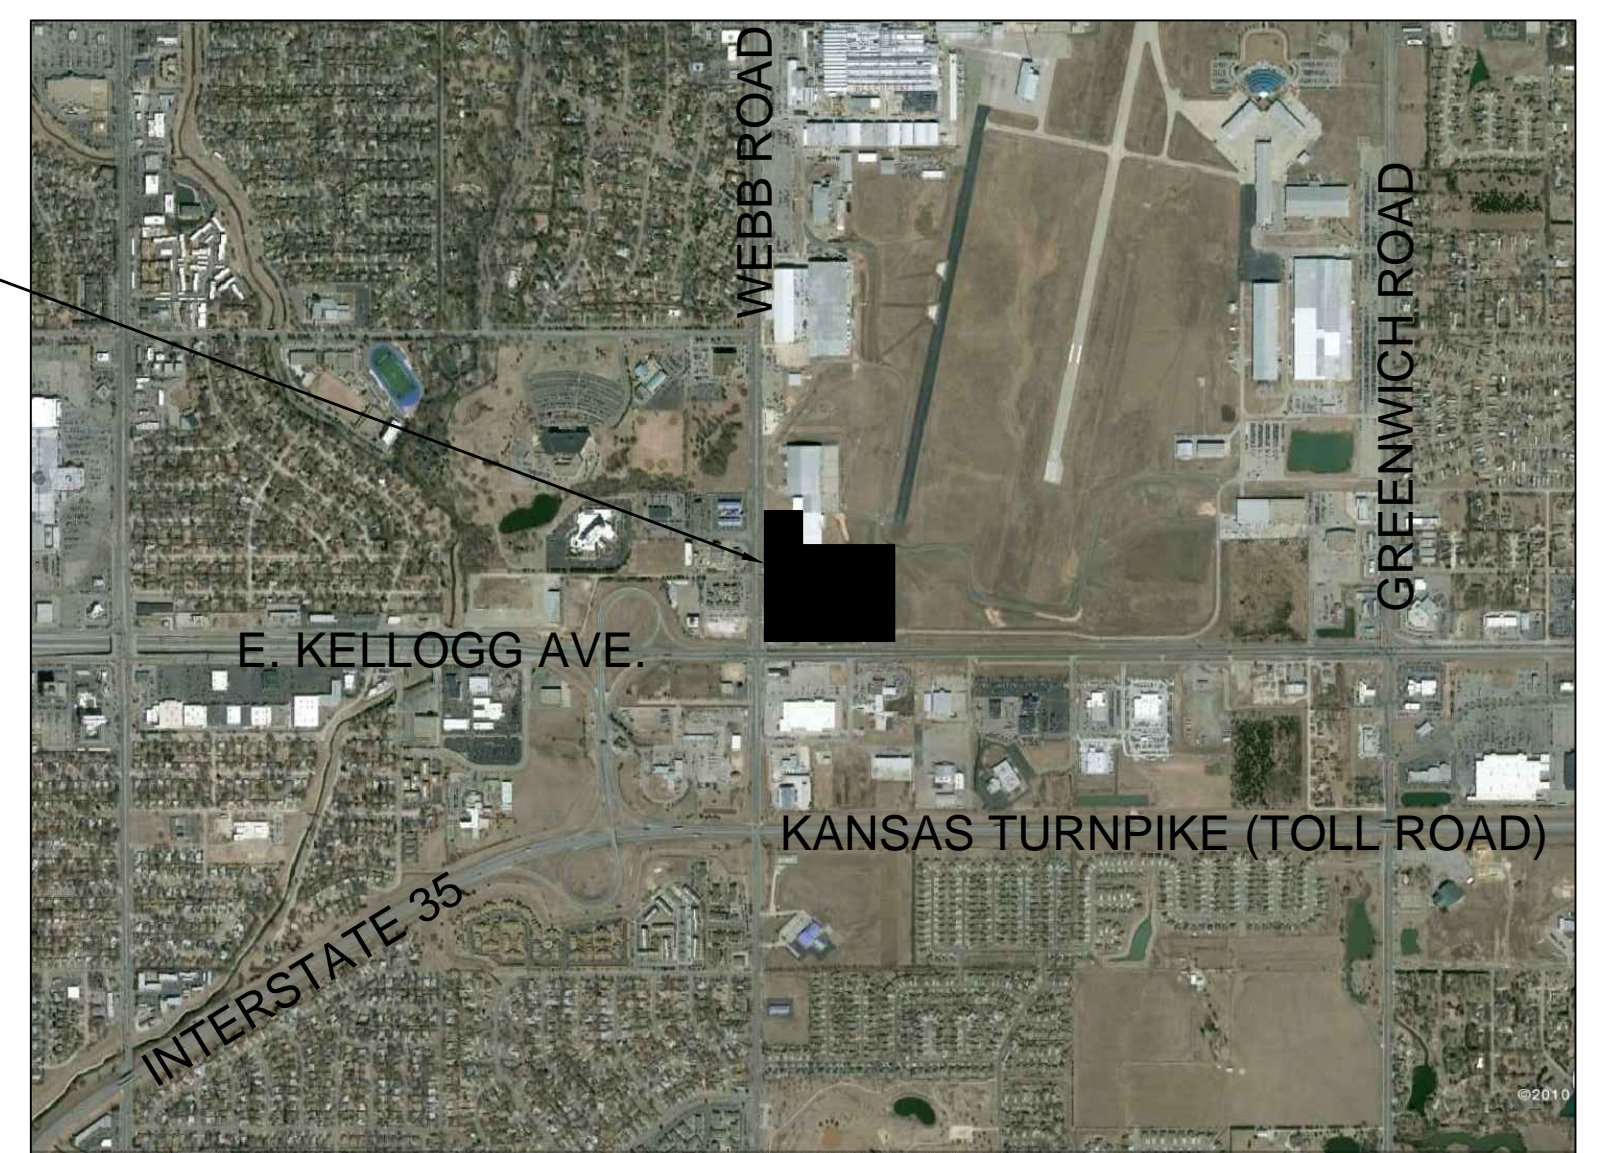 WEBB ROAD
GREENWICH ROAD
E. KELLOGG AVE.
KANSAS TURNPIKE (TOLL ROAD)
INTERSTATE 35
©2010